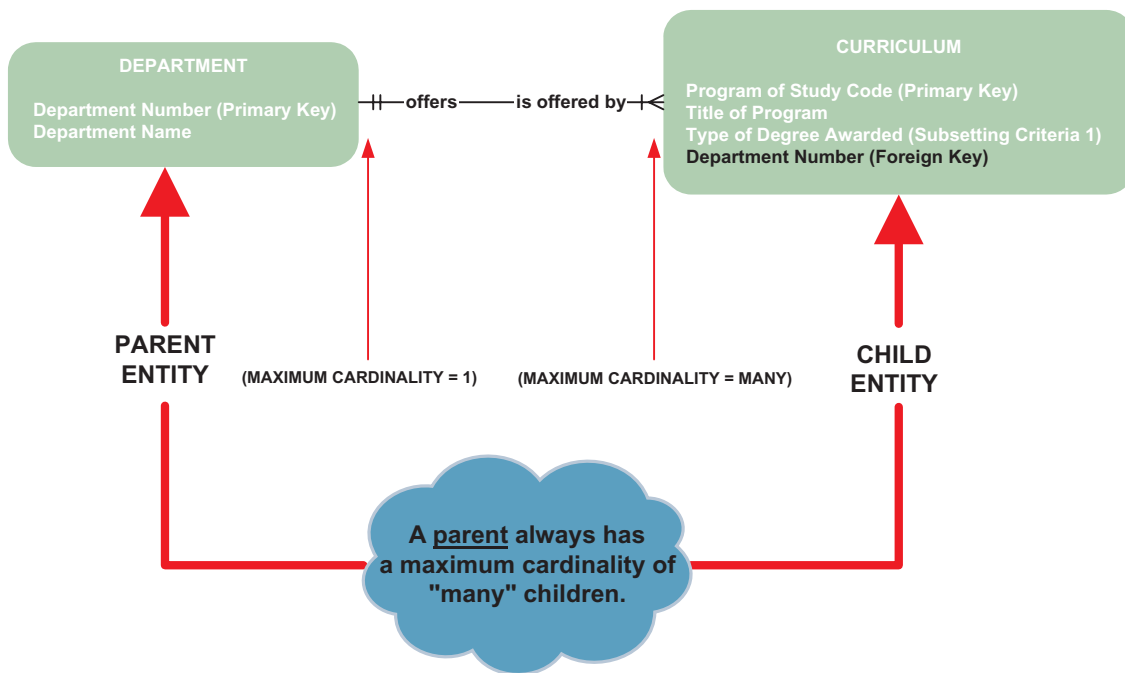 DEPARTMENT
Department Number (Primary Key)
Department Name
offers
is offered by
CURRICULUM
Program of Study Code (Primary Key)
Title of Program
Type of Degree Awarded (Subsetting Criteria 1)
Department Number (Foreign Key)
PARENT
ENTITY
(MAXIMUM CARDINALITY = 1)
(MAXIMUM CARDINALITY = MANY)
CHILD
ENTITY
A parent always has
a maximum cardinality of
"many" children.